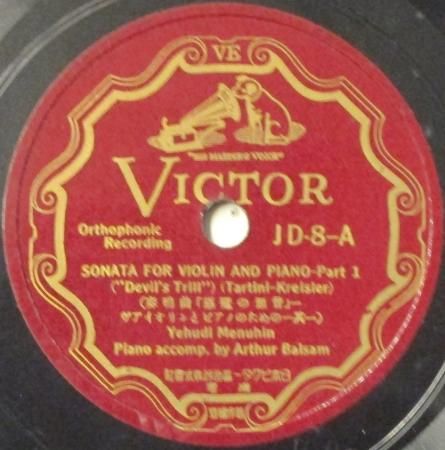 VE
"HIS MASTER'S VOICE"
VICTOR
Orthophonic
Recording
JD-8-A
SONATA FOR VIOLIN AND PIANO-Part 1
("Devil's Trill") (Tartini-Kreisler)
Yehudi Menuhin
Piano accomp. by Arthur Balsam